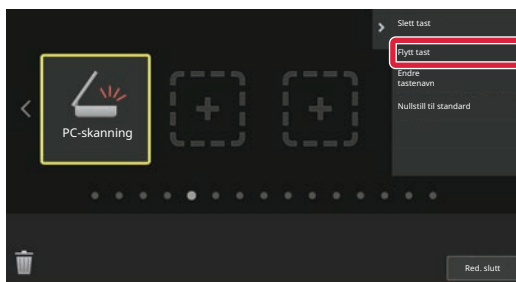 Slett tast
Flytt tast
Endre
tastenavn
Nullstill til standard
PC-skanning
Red. slutt